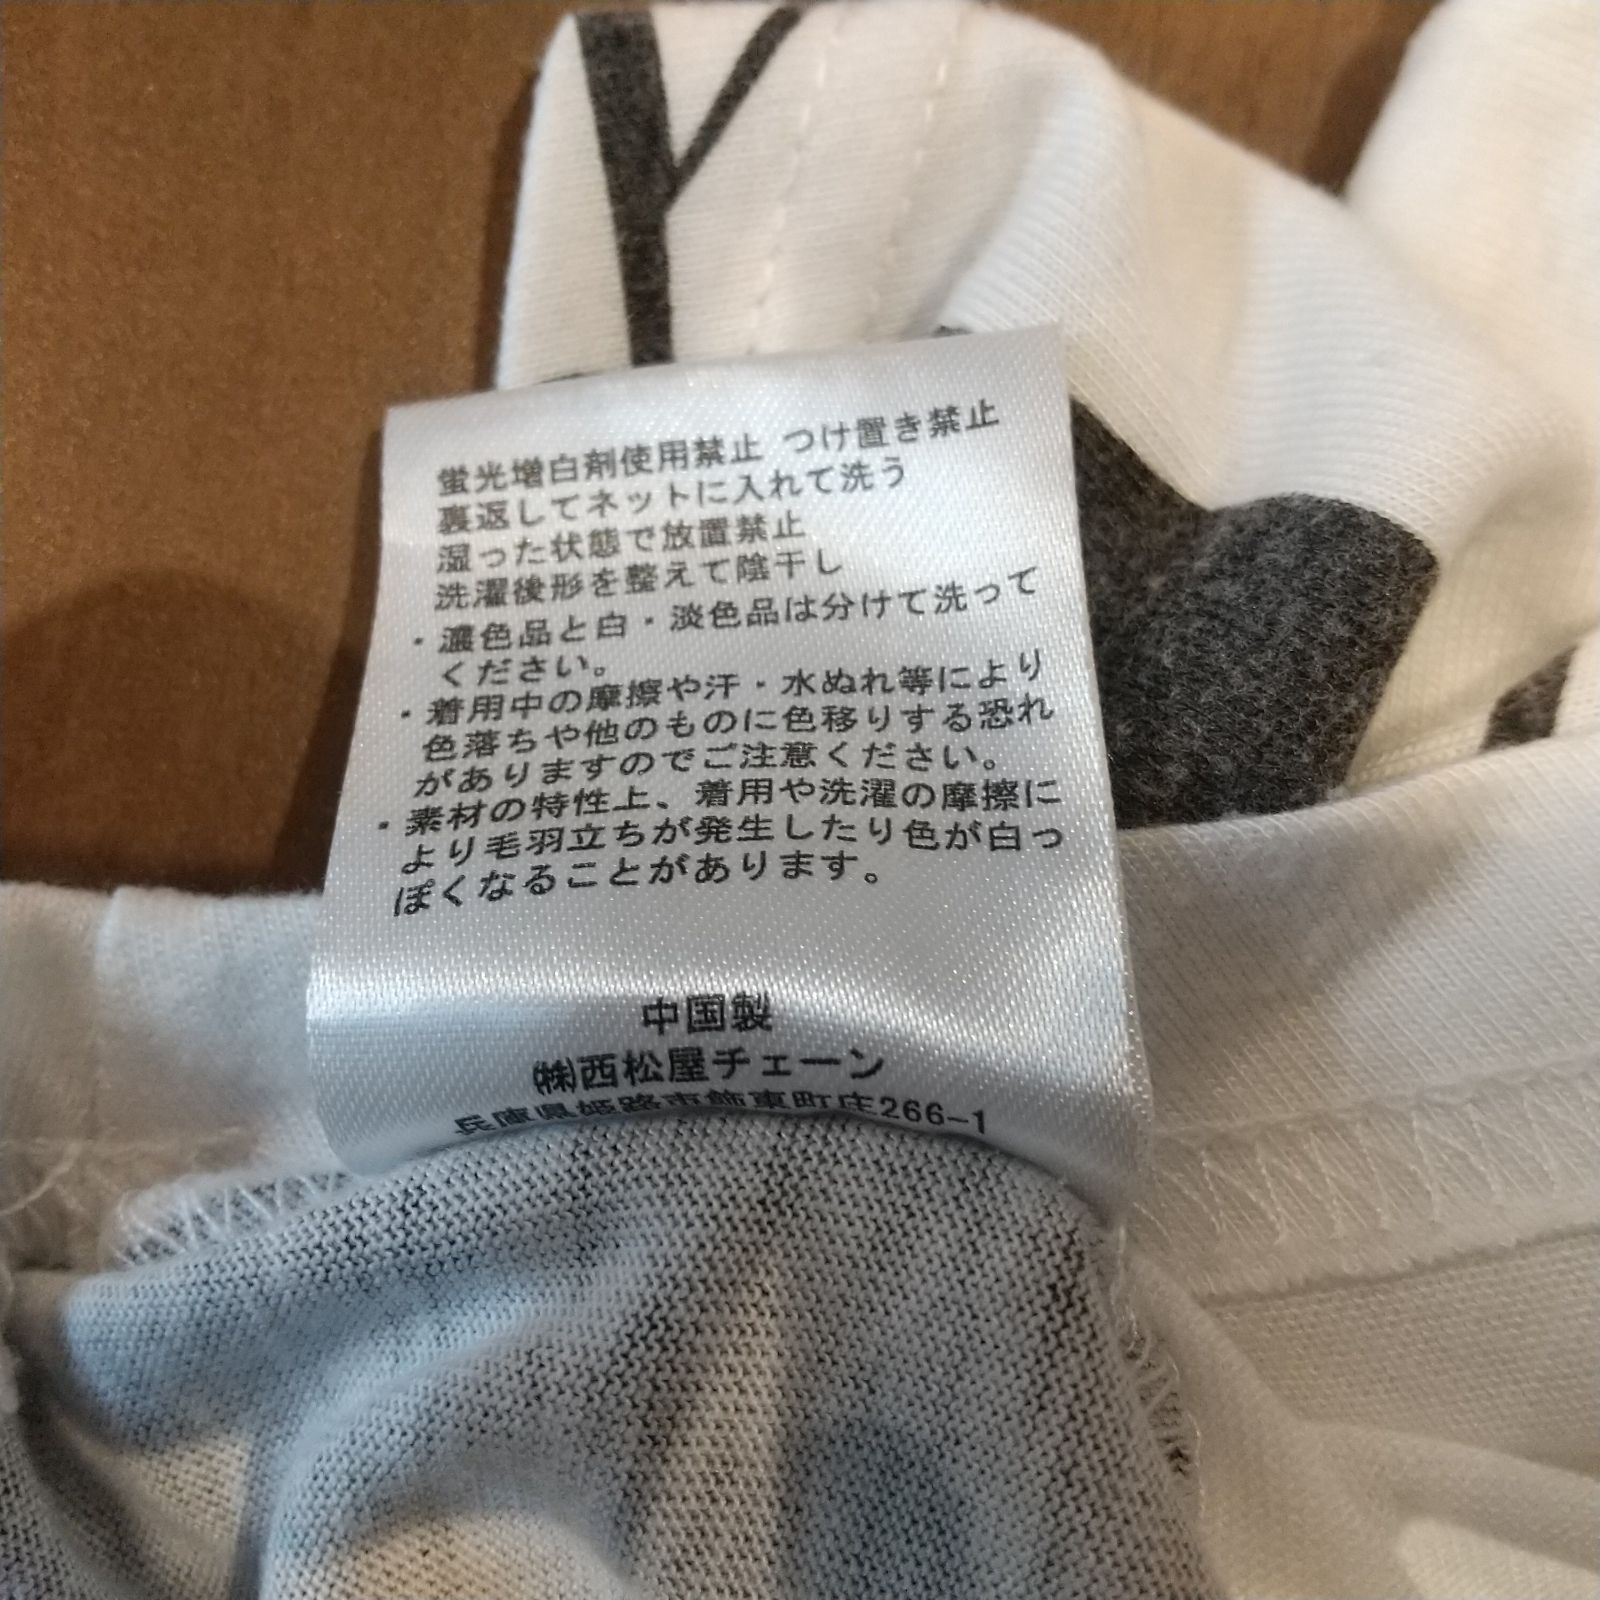 蛍光増白剤使用禁止 つけ置き禁止
裏返してネットに入れて洗う
湿った状態で放置禁止
洗濯後形を整えて陰干し
・濃色品と白・淡色品は分けて洗って
ください。
・着用中の摩擦や汗・水ぬれ等により
色落ちや他のものに色移りする恐れ
がありますのでご注意ください。
・素材の特性上、着用や洗濯の摩擦に
より毛羽立ちが発生したり色が白っ
ぽくなることがあります。
中国製
㈱西松屋チェーン
兵庫県姫路市飾東町庄266-1